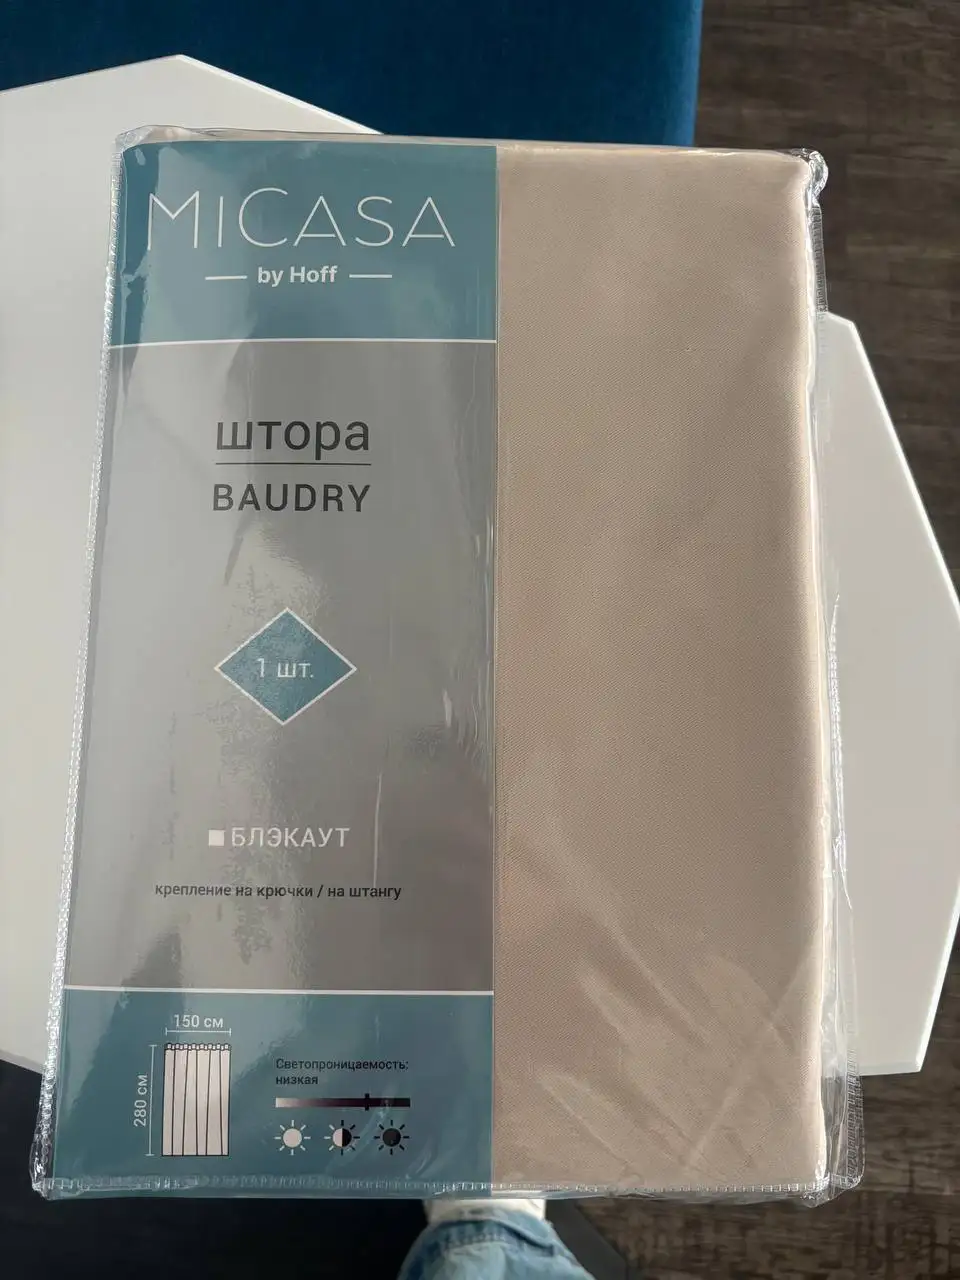 MICASA
by Hoff
штора
BAUDRY
1 шт.
БЛЭКАУТ
крепление на крючки / на штангу
150 см
280 см
Светопроницаемость:
низкая